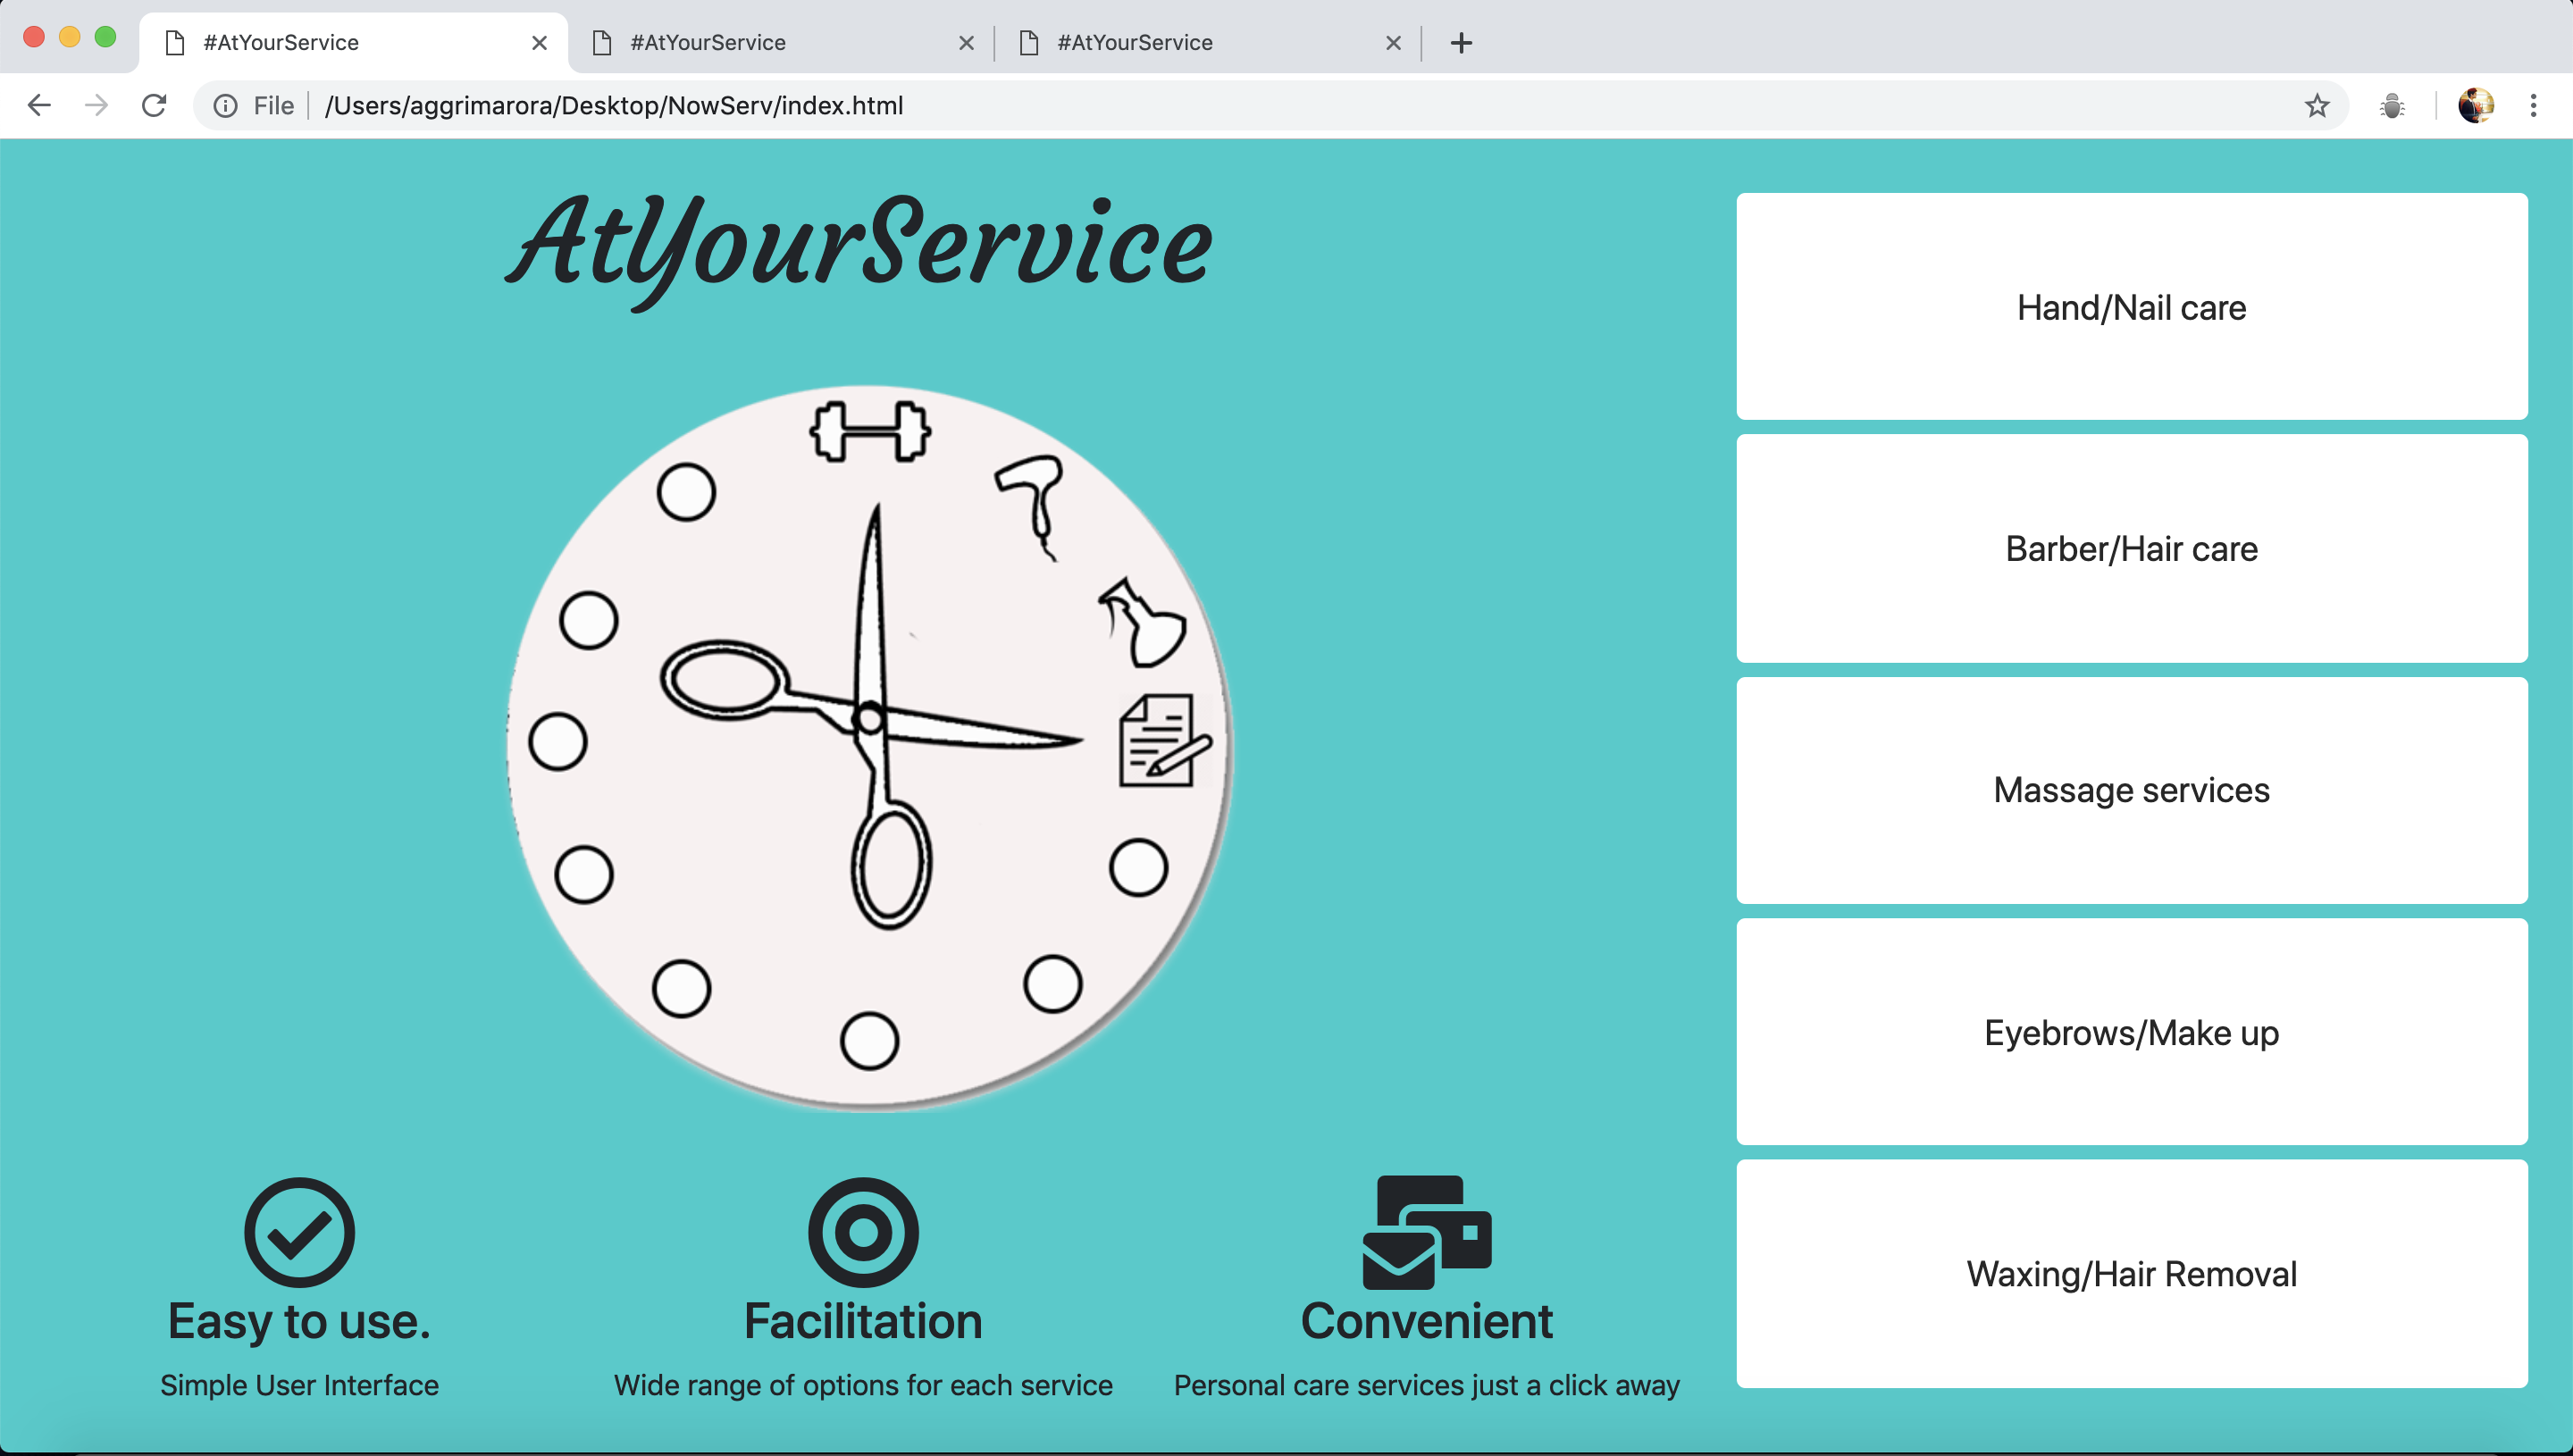 #AtYourService
#AtYourService
#AtYourService
File
/Users/aggrimarora/Desktop/NowServ/index.html
AtYourService
Easy to use.
Simple User Interface
Facilitation
Wide range of options for each service
Convenient
Personal care services just a click away
Hand/Nail care
Barber/Hair care
Massage services
Eyebrows/Make up
Waxing/Hair Removal